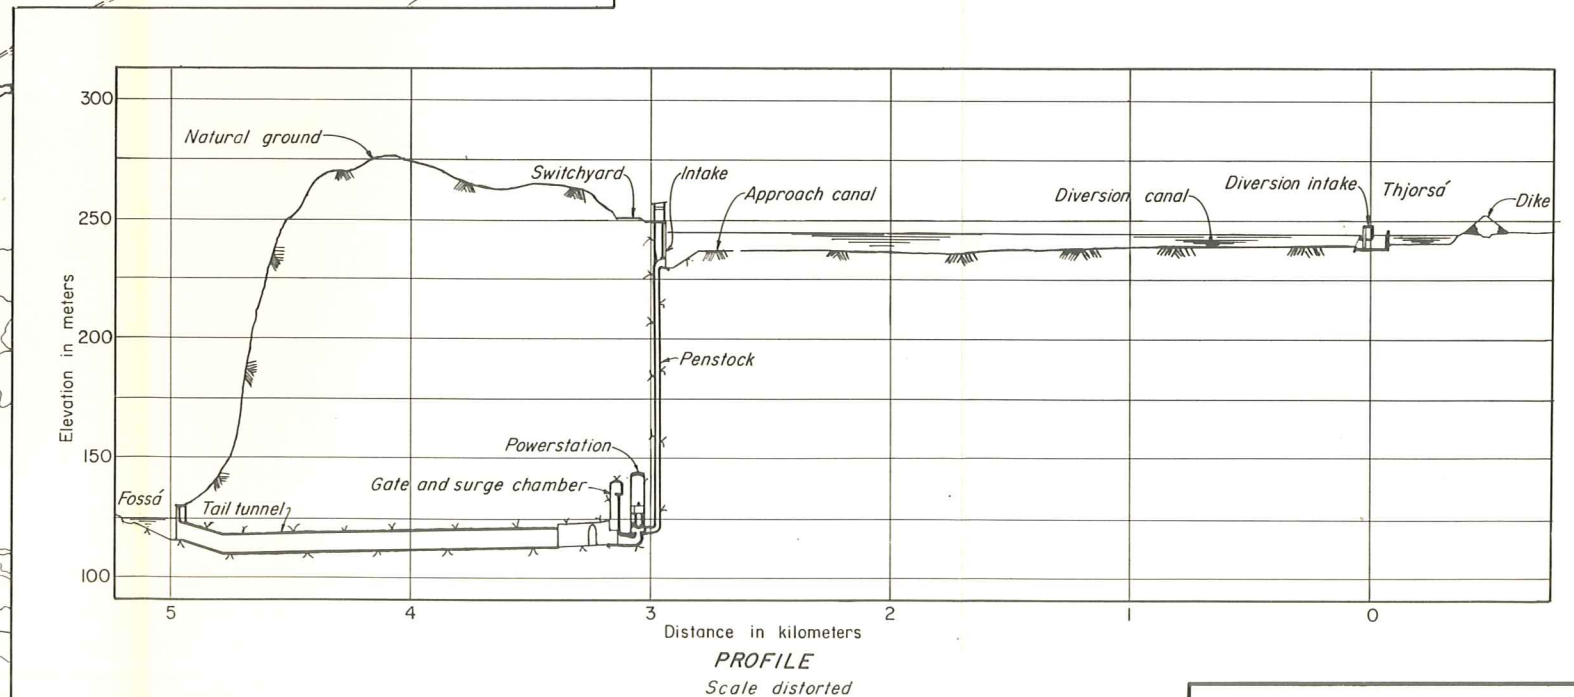 300
Natural ground
Switchyard
Intake
Approach canal
Diversion canal
Diversion intake
Thjorsá
Dike
250
Elevation in meters
200
Penstock
150
Powerstation
Gate and surge chamber
Fossá
Tail tunnel
100
5 4 3 2 1 0
Distance in kilometers
PROFILE
Scale distorted